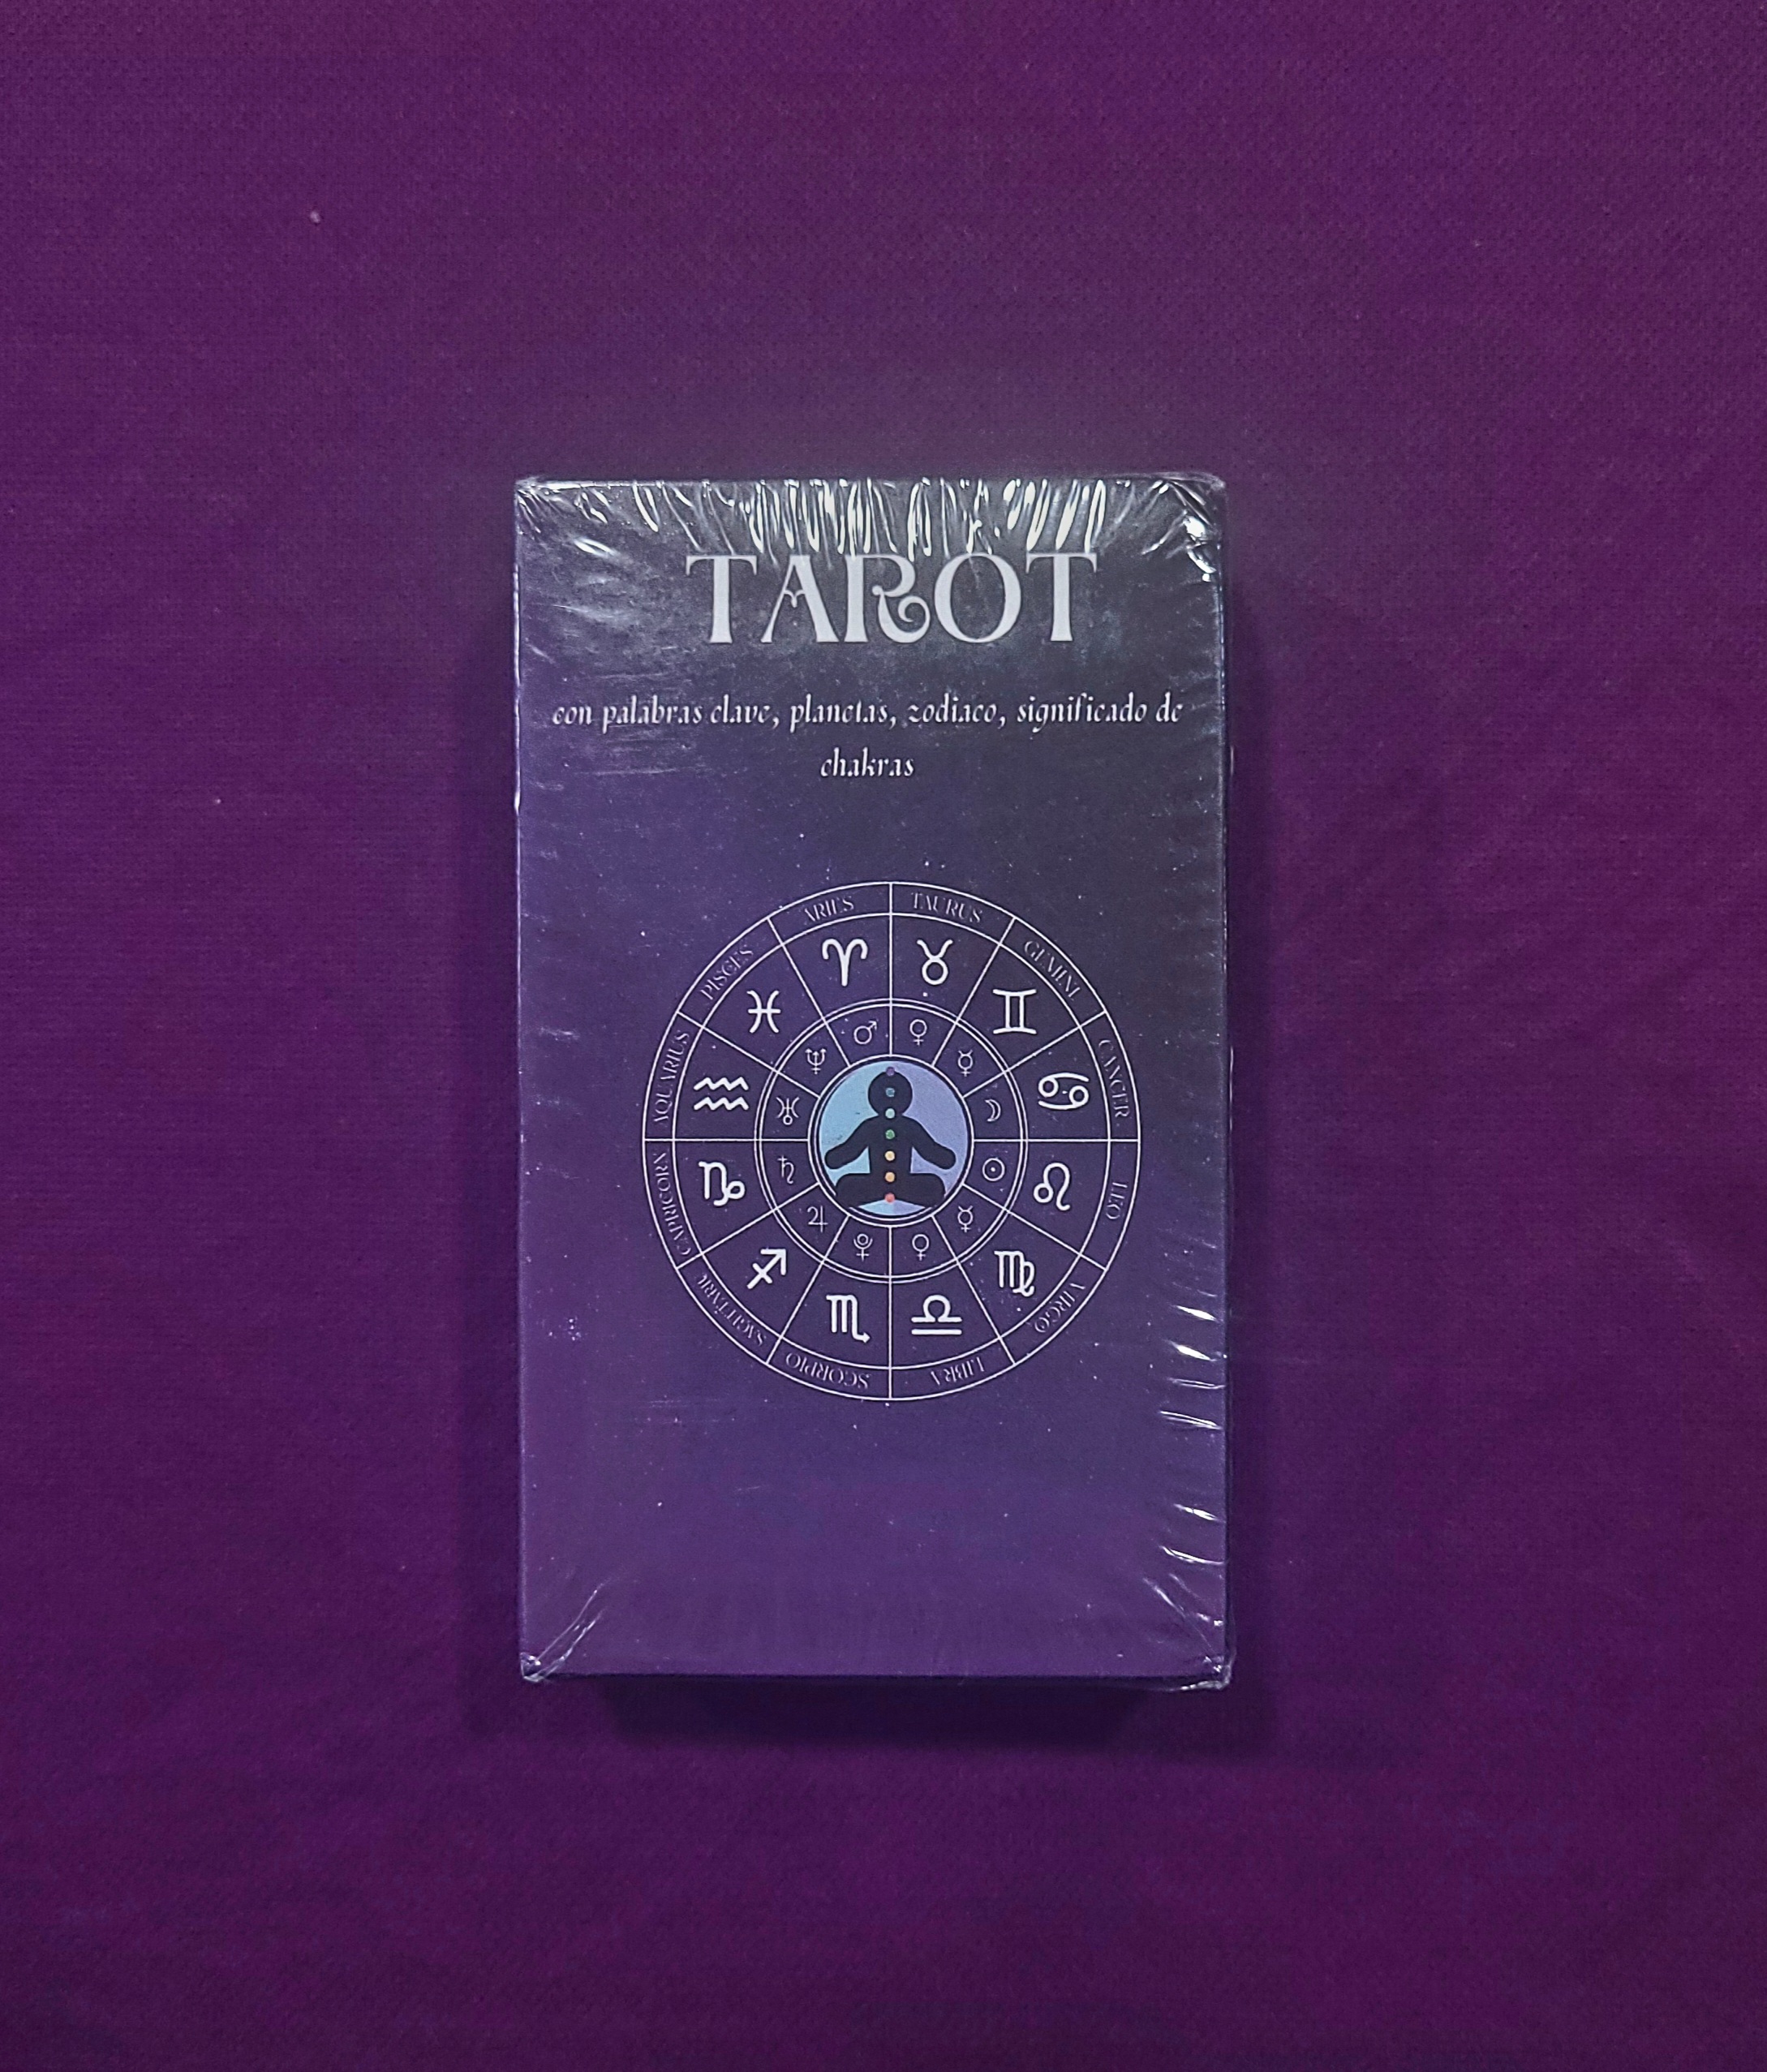 TAROT
con palabras clave, planetas, zodiaco, significado de
chakras
ARIES
TAURUS
GEMINI
CANCER
LEO
VIRGO
LIBRA
SCORPIO
SAGITTARIUS
CAPRICORN
AQUARIUS
PISCES